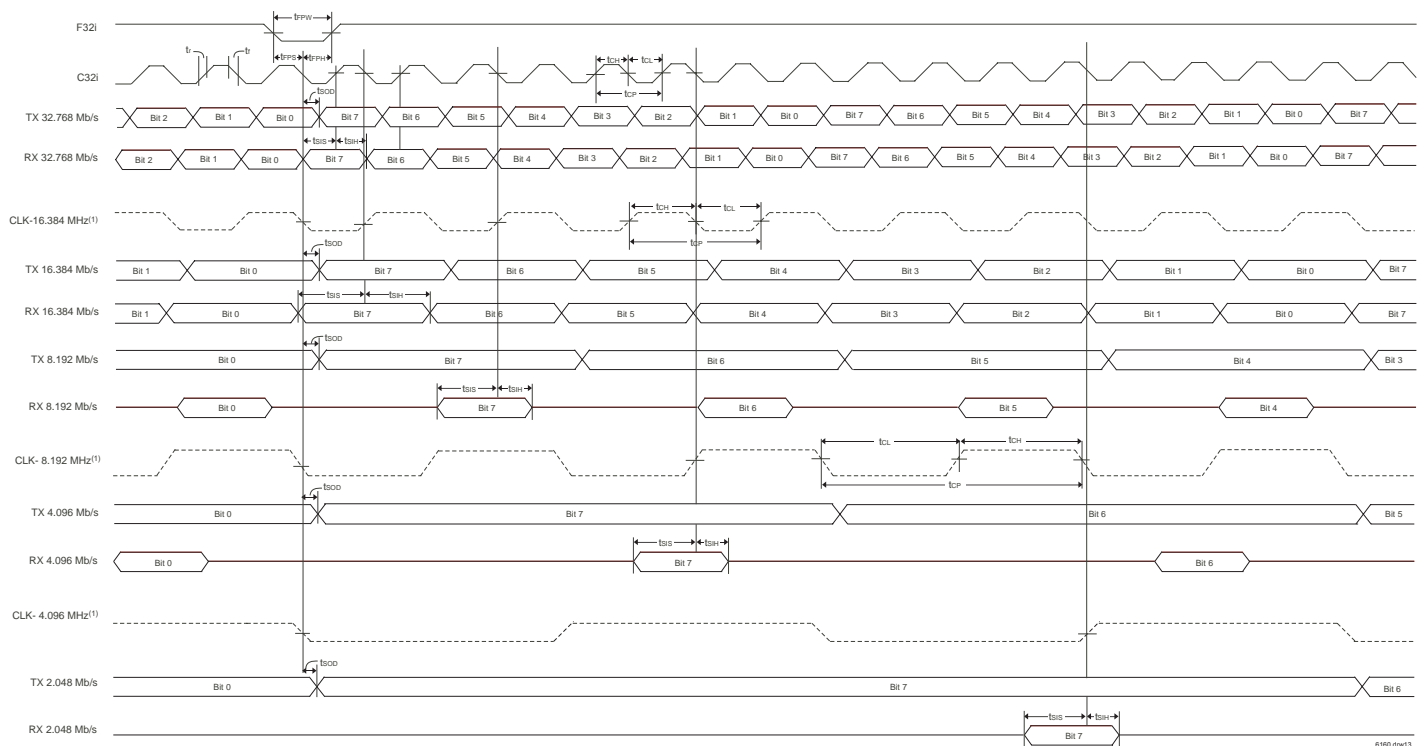 F32i
tFPW
tr
tf
tFPS
tFPH
tCH
tCL
C32i
tSOD
tCP
TX 32.768 Mb/s
Bit 2
Bit 1
Bit 0
Bit 7
Bit 6
Bit 5
Bit 4
Bit 3
Bit 2
Bit 1
Bit 0
Bit 7
Bit 6
Bit 5
Bit 4
Bit 3
Bit 2
Bit 1
Bit 0
Bit 7
tSIS
tSIH
RX 32.768 Mb/s
Bit 2
Bit 1
Bit 0
Bit 7
Bit 6
Bit 5
Bit 4
Bit 3
Bit 2
Bit 1
Bit 0
Bit 7
Bit 6
Bit 5
Bit 4
Bit 3
Bit 2
Bit 1
Bit 0
Bit 7
tCH
tCL
CLK-16.384 MHz(1)
tSOD
tCP
TX 16.384 Mb/s
Bit 1
Bit 0
Bit 7
Bit 6
Bit 5
Bit 4
Bit 3
Bit 2
Bit 1
Bit 0
Bit 7
tSIS
tSIH
RX 16.384 Mb/s
Bit 1
Bit 0
Bit 7
Bit 6
Bit 5
Bit 4
Bit 3
Bit 2
Bit 1
Bit 0
Bit 7
tSOD
TX 8.192 Mb/s
Bit 0
Bit 7
Bit 6
Bit 5
Bit 4
Bit 3
tSIS
tSIH
RX 8.192 Mb/s
Bit 0
Bit 7
Bit 6
Bit 5
Bit 4
tCL
tCH
CLK- 8.192 MHz(1)
tSOD
tCP
TX 4.096 Mb/s
Bit 0
Bit 7
Bit 6
Bit 5
tSIS
tSIH
RX 4.096 Mb/s
Bit 0
Bit 7
Bit 6
CLK- 4.096 MHz(1)
tSOD
TX 2.048 Mb/s
Bit 0
Bit 7
Bit 6
tSIS
tSIH
RX 2.048 Mb/s
Bit 7
6160 drw13